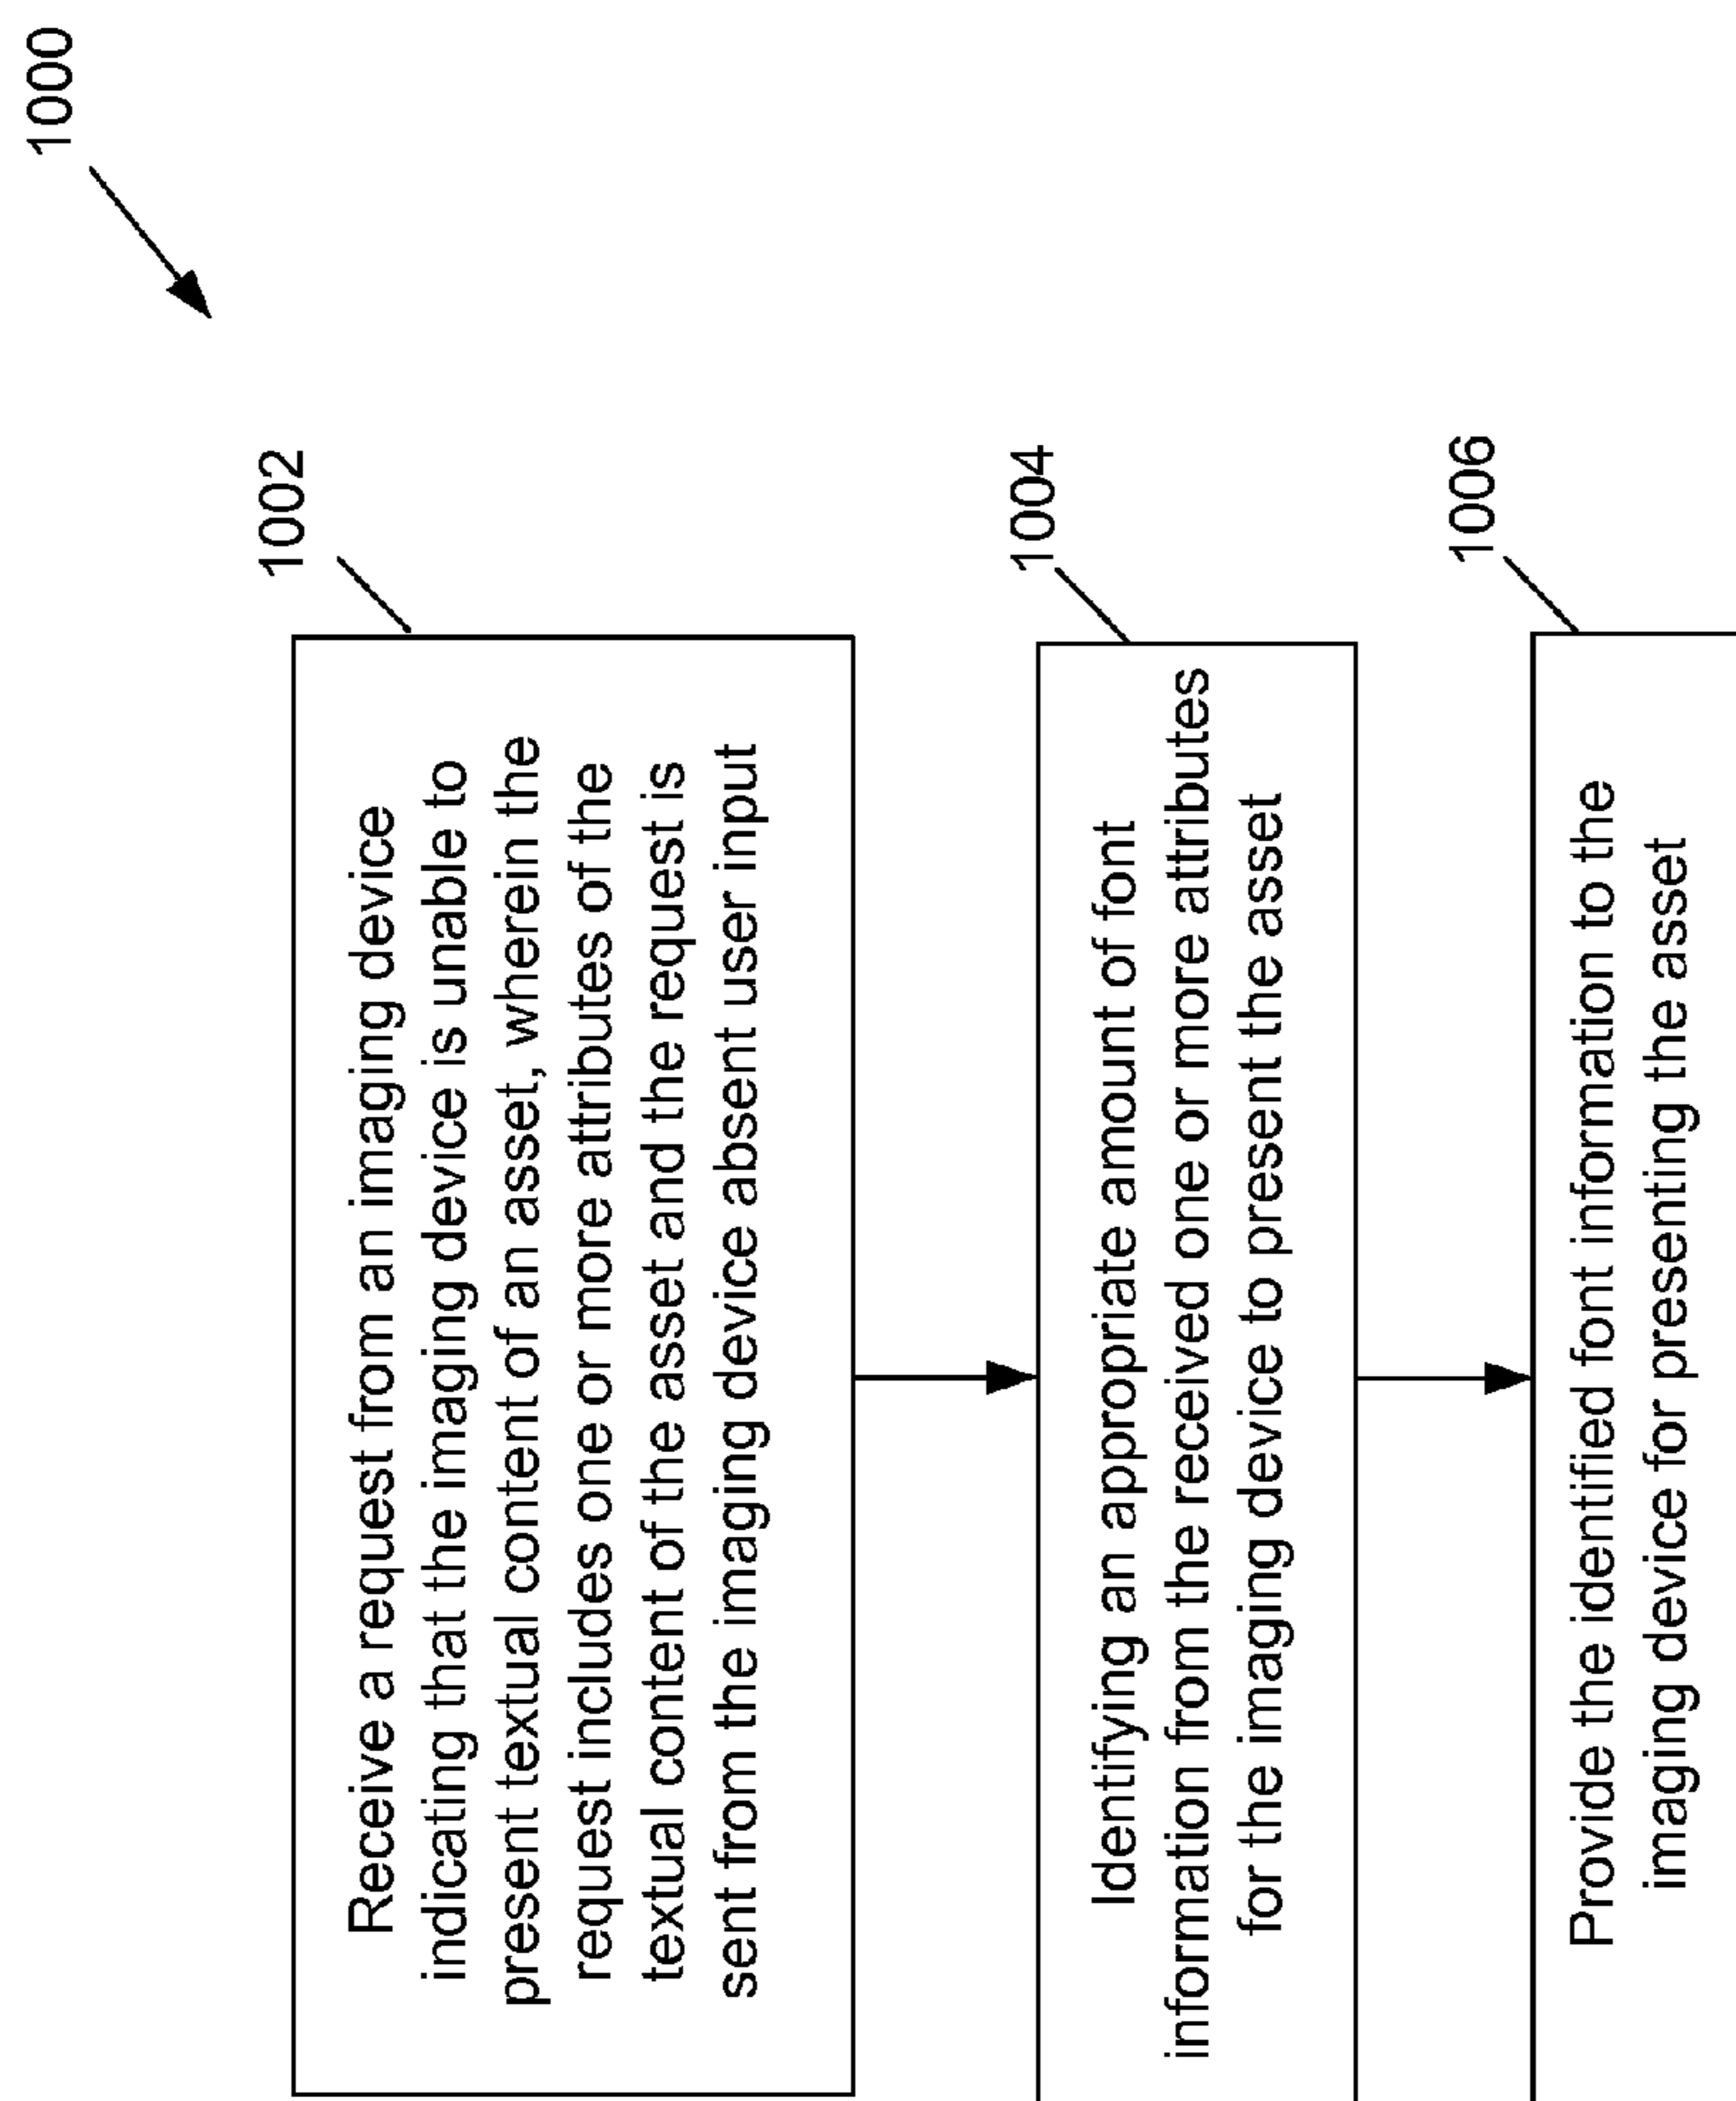 1000
1002
Receive a request from an imaging device
indicating that the imaging device is unable to
present textual content of an asset, wherein the
request includes one or more attributes of the
textual content of the asset and the request is
sent from the imaging device absent user input
1004
Identifying an appropriate amount of font
information from the received one or more attributes
for the imaging device to present the asset
1006
Provide the identified font information to the
imaging device for presenting the asset